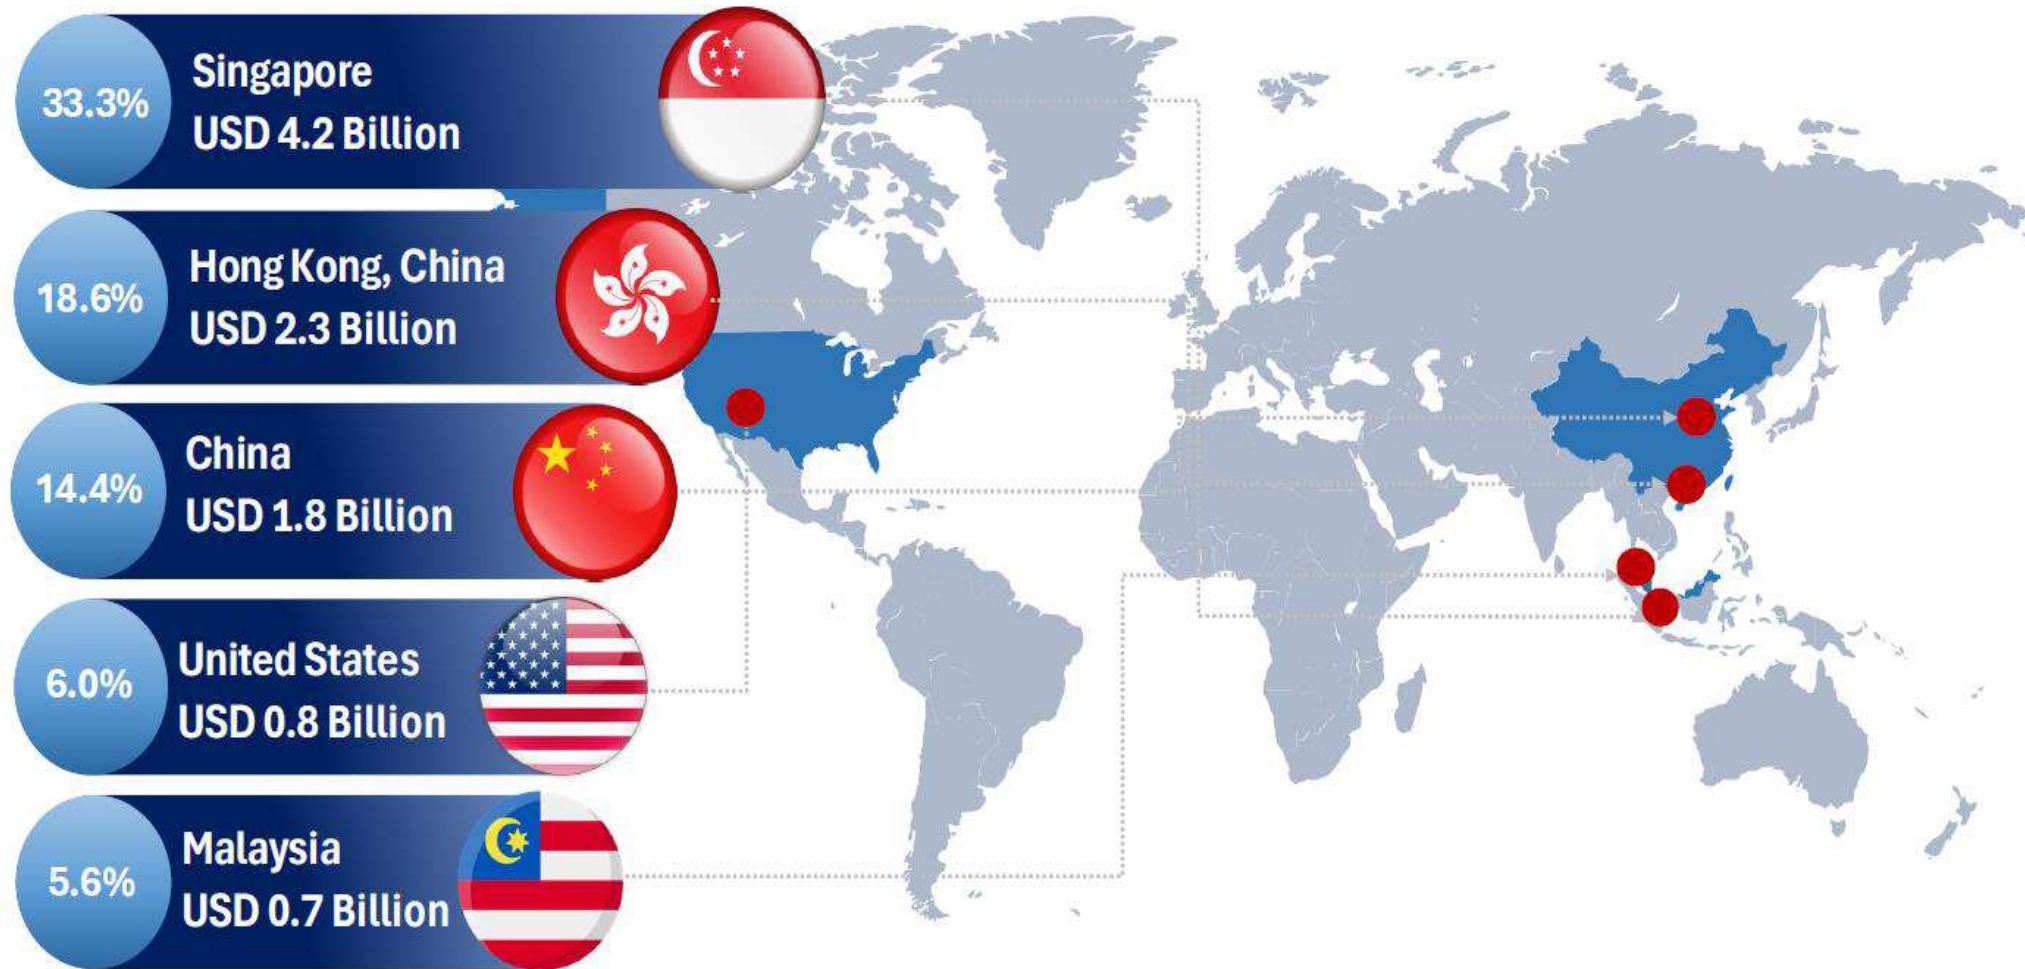 33.3%
Singapore
USD 4.2 Billion
18.6%
Hong Kong, China
USD 2.3 Billion
14.4%
China
USD 1.8 Billion
6.0%
United States
USD 0.8 Billion
5.6%
Malaysia
USD 0.7 Billion